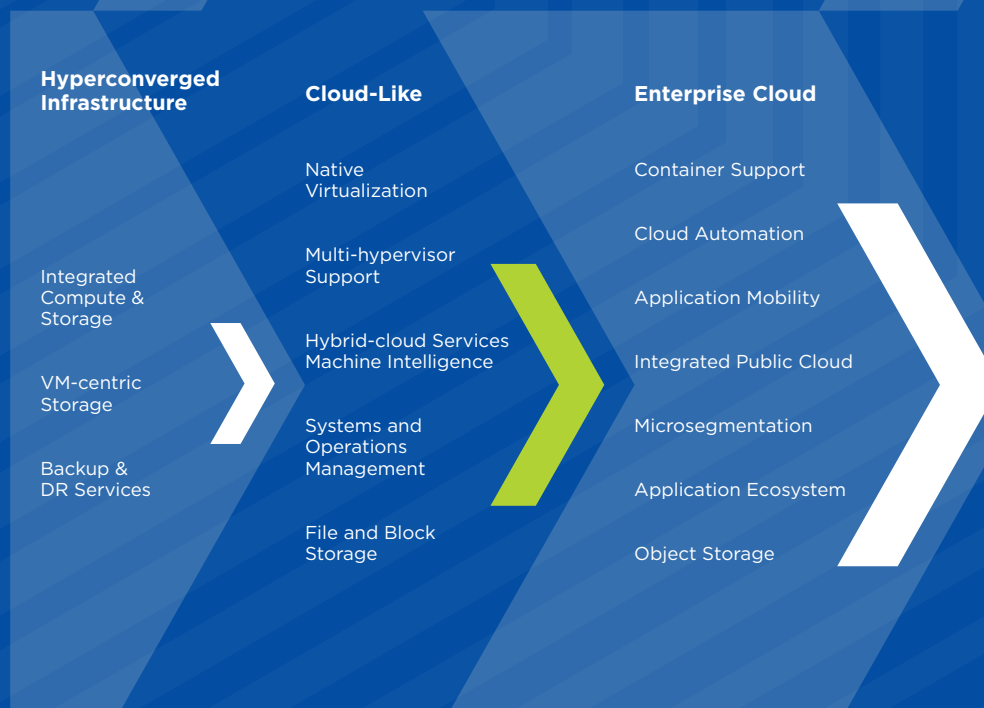 Hyperconverged
Infrastructure
Integrated
Compute &
Storage
VM-centric
Storage
Backup &
DR Services
Cloud-Like
Native
Virtualization
Multi-hypervisor
Support
Hybrid-cloud Services
Machine Intelligence
Systems and
Operations
Management
File and Block
Storage
Enterprise Cloud
Container Support
Cloud Automation
Application Mobility
Integrated Public Cloud
Microsegmentation
Application Ecosystem
Object Storage